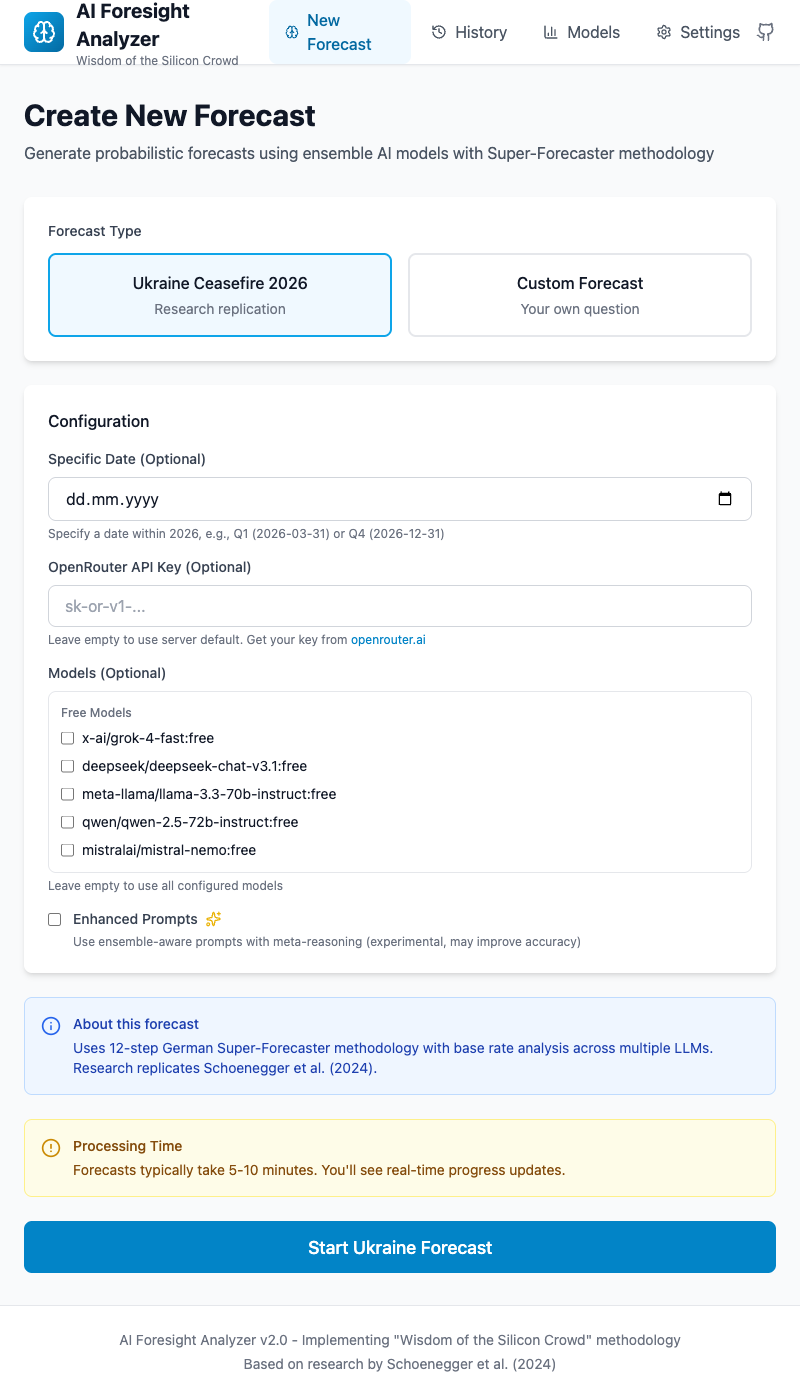 AI Foresight
Analyzer
Wisdom of the Silicon Crowd
New
Forecast
History
Models
Settings
Create New Forecast
Generate probabilistic forecasts using ensemble AI models with Super-Forecaster methodology
Forecast Type
Ukraine Ceasefire 2026
Research replication
Custom Forecast
Your own question
Configuration
Specific Date (Optional)
dd.mm.yyyy
Specify a date within 2026, e.g., Q1 (2026-03-31) or Q4 (2026-12-31)
OpenRouter API Key (Optional)
sk-or-v1-...
Leave empty to use server default. Get your key from openrouter.ai
Models (Optional)
Free Models
x-ai/grok-4-fast:free
deepseek/deepseek-chat-v3.1:free
meta-llama/llama-3.3-70b-instruct:free
qwen/qwen-2.5-72b-instruct:free
mistralai/mistral-nemo:free
Leave empty to use all configured models
Enhanced Prompts
Use ensemble-aware prompts with meta-reasoning (experimental, may improve accuracy)
About this forecast
Uses 12-step German Super-Forecaster methodology with base rate analysis across multiple LLMs.
Research replicates Schoenegger et al. (2024).
Processing Time
Forecasts typically take 5-10 minutes. You'll see real-time progress updates.
Start Ukraine Forecast
AI Foresight Analyzer v2.0 - Implementing "Wisdom of the Silicon Crowd" methodology
Based on research by Schoenegger et al. (2024)